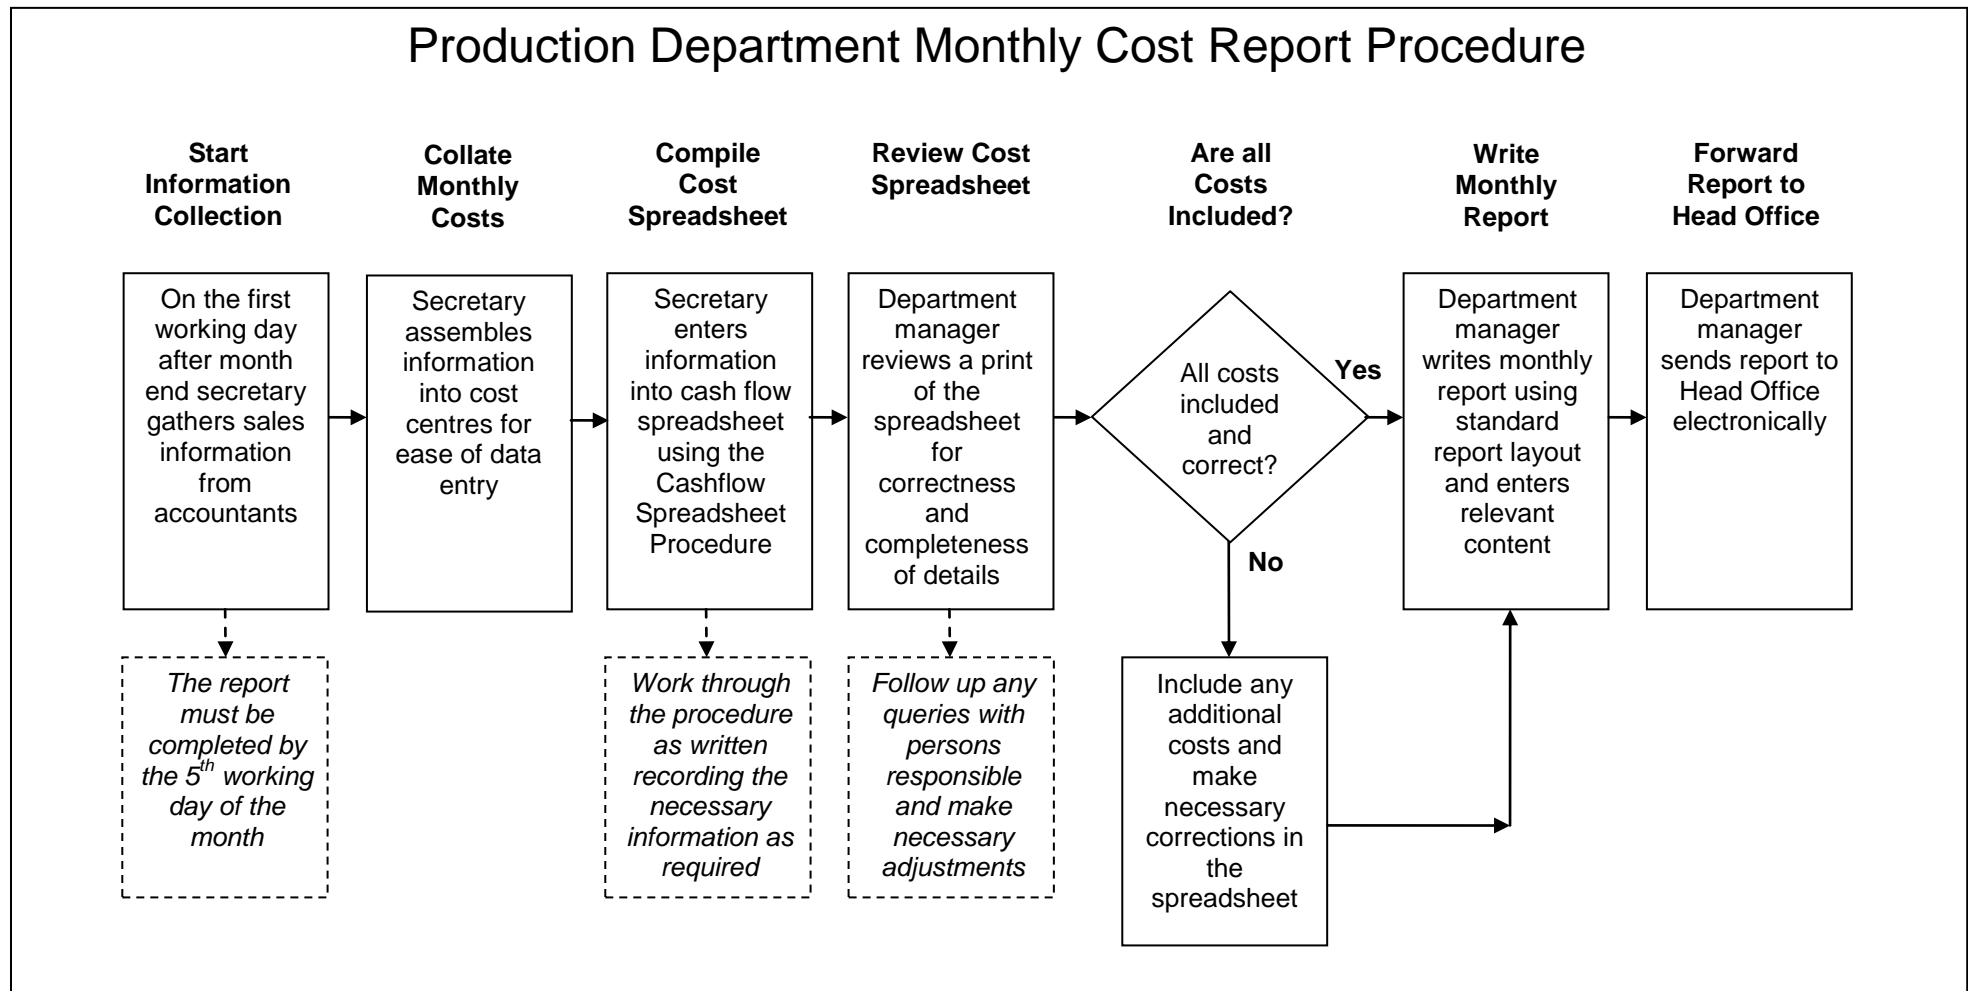 Production Department Monthly Cost Report Procedure
Start
Information
Collection
Collate
Monthly
Costs
Compile
Cost
Spreadsheet
Review Cost
Spreadsheet
Are all
Costs
Included?
Write
Monthly
Report
Forward
Report to
Head Office
On the first
working day
after month
end secretary
gathers sales
information
from
accountants
Secretary
assembles
information
into cost
centres for
ease of data
entry
Secretary
enters
information
into cash flow
spreadsheet
using the
Cashflow
Spreadsheet
Procedure
Department
manager
reviews a print
of the
spreadsheet
for
correctness
and
completeness
of details
All costs
included
and
correct?
Yes
No
Department
manager
writes monthly
report using
standard
report layout
and enters
relevant
content
Department
manager
sends report to
Head Office
electronically
The report
must be
completed by
the 5th working
day of the
month
Work through
the procedure
as written
recording the
necessary
information as
required
Follow up any
queries with
persons
responsible
and make
necessary
adjustments
Include any
additional
costs and
make
necessary
corrections in
the
spreadsheet